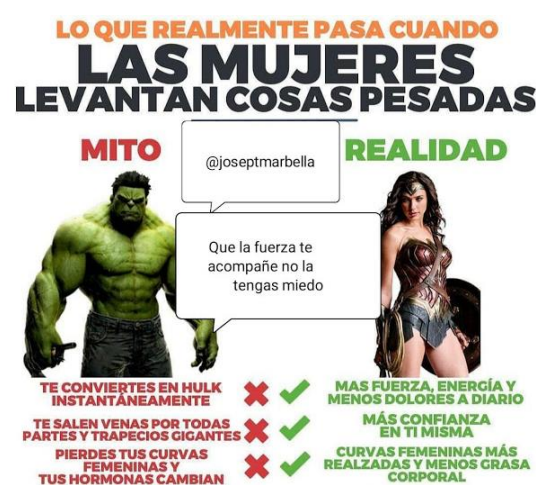 LO QUE REALMENTE PASA CUANDO
LAS MUJERES
LEVANTAN COSAS PESADAS
MITO
@joseptmarbella
REALIDAD
Que la fuerza te
acompañe no la
tengas miedo
TE CONVIERTES EN HULK
INSTANTÁNEAMENTE
MAS FUERZA, ENERGÍA Y
MENOS DOLORES A DIARIO
TE SALEN VENAS POR TODAS
PARTES Y TRAPECIOS GIGANTES
MÁS CONFIANZA
EN TI MISMA
PIERDES TUS CURVAS
FEMENINAS Y
TUS HORMONAS CAMBIAN
CURVAS FEMENINAS MÁS
REALZADAS Y MENOS GRASA
CORPORAL